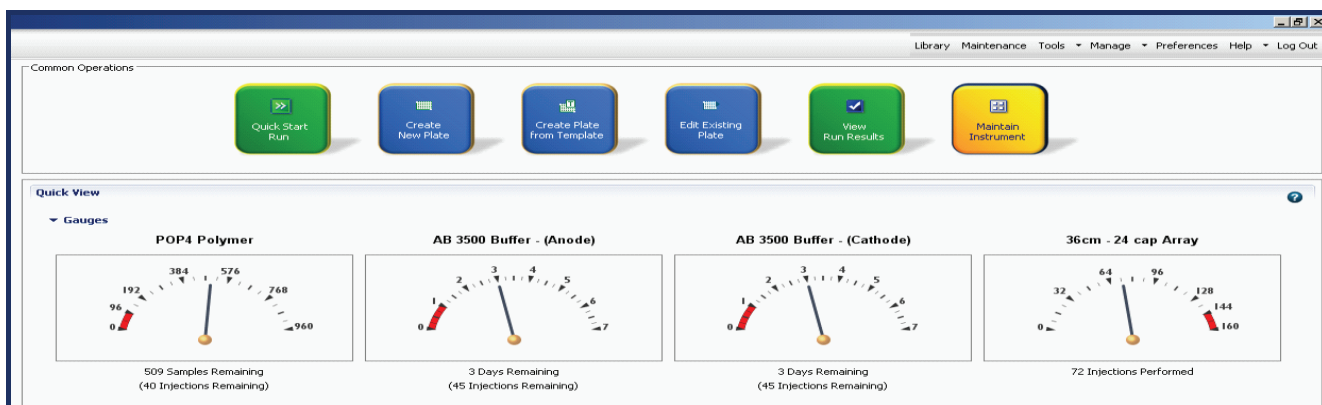 Library Maintenance Tools Manage Preferences Help Log Out
Common Operations
Quick Start
Run
Create
New Plate
Create Plate
from Template
Edit Existing
Plate
View
Run Results
Maintain
Instrument
Quick View
Gauges
POP4 Polymer
0
96
192
384
576
768
960
509 Samples Remaining
(40 Injections Remaining)
AB 3500 Buffer - (Anode)
0
1
2
3
4
5
6
7
3 Days Remaining
(45 Injections Remaining)
AB 3500 Buffer - (Cathode)
0
1
2
3
4
5
6
7
3 Days Remaining
(45 Injections Remaining)
36cm - 24 cap Array
0
32
64
96
128
144
160
72 Injections Performed